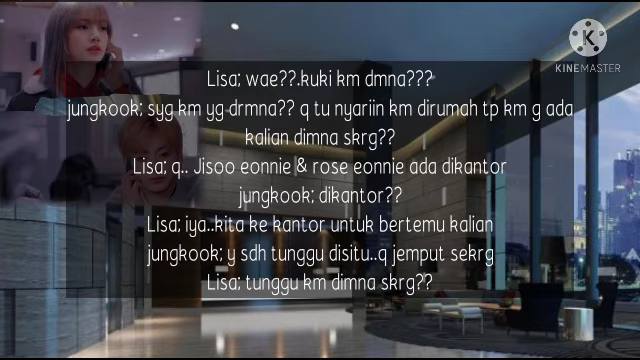 K
KINEMASTER
Lisa; wae??.kuki km dmna???
jungkook; syg km yg drmna?? q tu nyariin km dirumah tp km g ada
kalian dimna skrg??
Lisa; q.. Jisoo eonnie & rose eonnie ada dikantor
jungkook; dikantor??
Lisa; iya..kita ke kantor untuk bertemu kalian
jungkook; y sdh tunggu disitu..q jemput sekrg
Lisa; tunggu km dimna skrg??